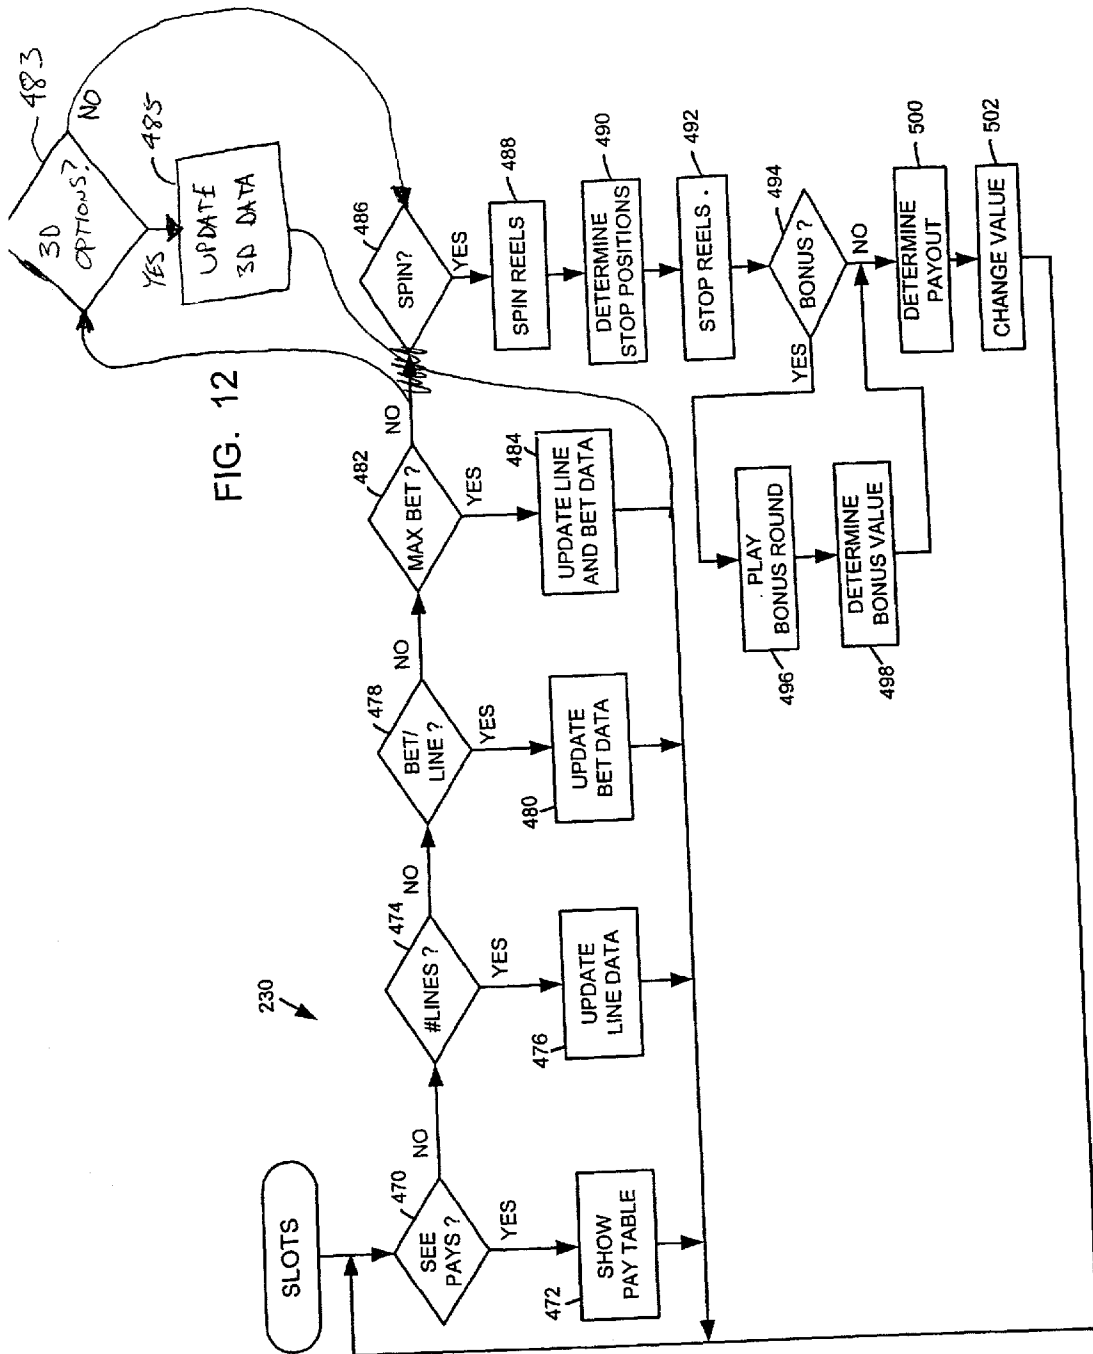 FIG. 12
230
SLOTS
470
SEE
PAYS ?
NO
YES
472
SHOW
PAY TABLE
474
#LINES ?
NO
YES
476
UPDATE
LINE DATA
478
BET/
LINE ?
NO
YES
480
UPDATE
BET DATA
482
MAX BET ?
NO
YES
484
UPDATE LINE
AND BET DATA
483
3D
OPTIONS?
NO
YES
485
UPDATE
3D DATA
486
SPIN?
YES
488
SPIN REELS
490
DETERMINE
STOP POSITIONS
492
STOP REELS .
494
BONUS ?
YES
NO
496
PLAY
BONUS ROUND
498
DETERMINE
BONUS VALUE
500
DETERMINE
PAYOUT
502
CHANGE VALUE